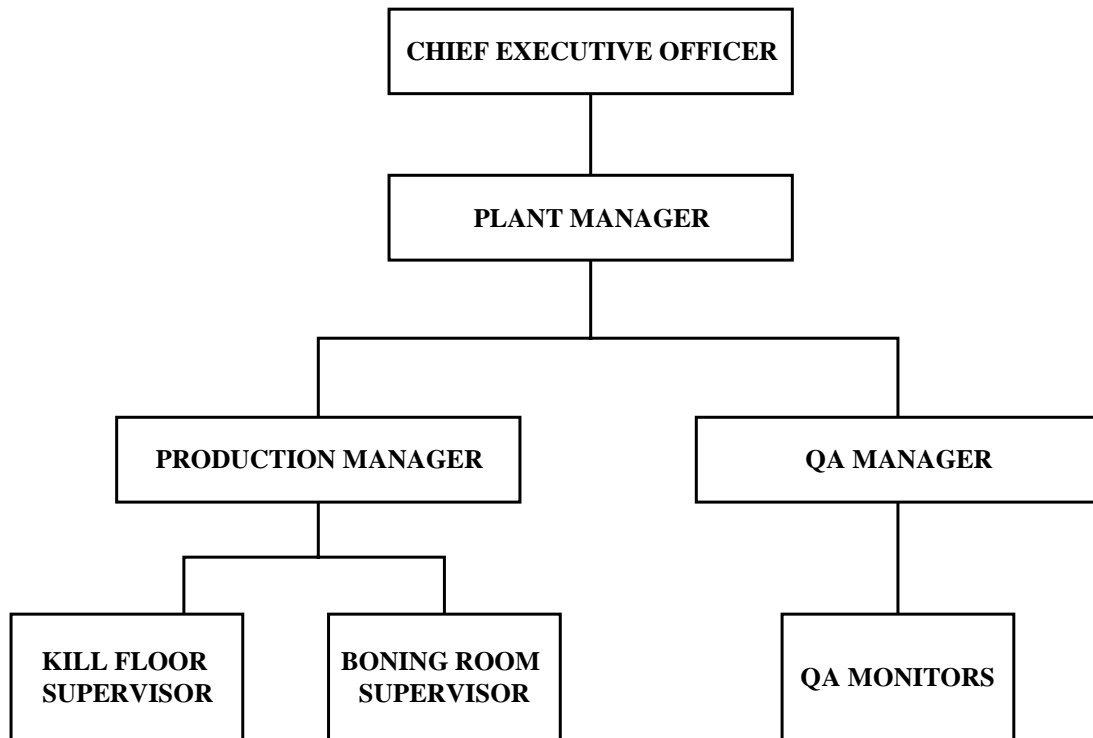 CHIEF EXECUTIVE OFFICER
PLANT MANAGER
PRODUCTION MANAGER
QA MANAGER
KILL FLOOR
SUPERVISOR
BONING ROOM
SUPERVISOR
QA MONITORS